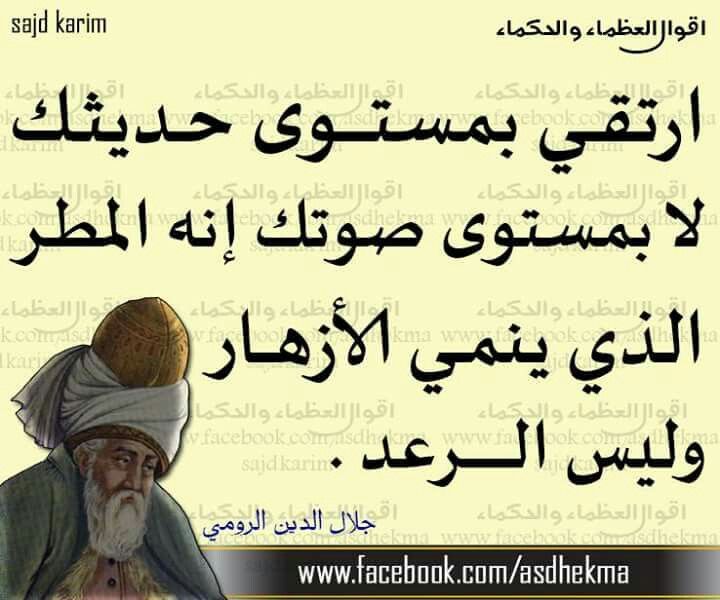 sajd karim
اقوال العظماء والحكماء
ارتقي بمستوى حديثك
لا بمستوى صوتك إنه المطر
الذي ينمي الأزهار
وليس الرعد .
جلال الدين الرومي
www.facebook.com/asdhekma